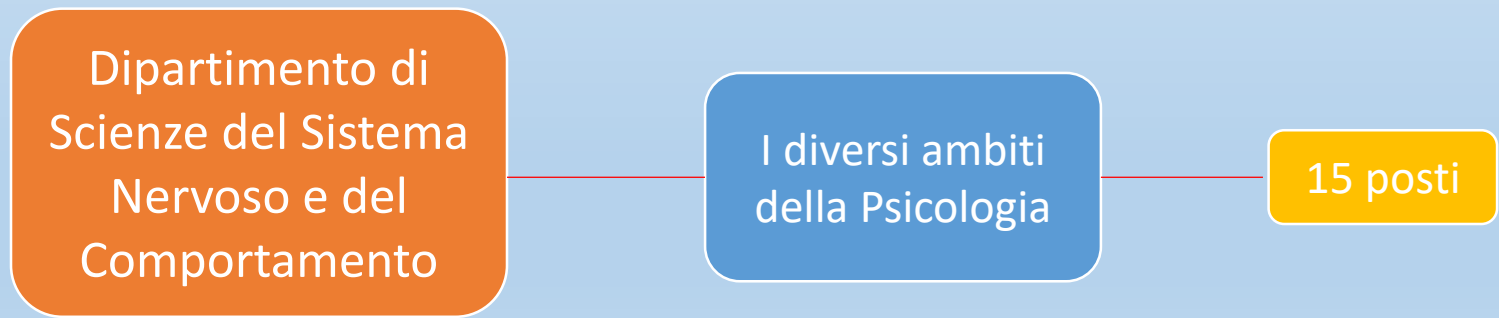 Dipartimento di
Scienze del Sistema
Nervoso e del
Comportamento
I diversi ambiti
della Psicologia
15 posti